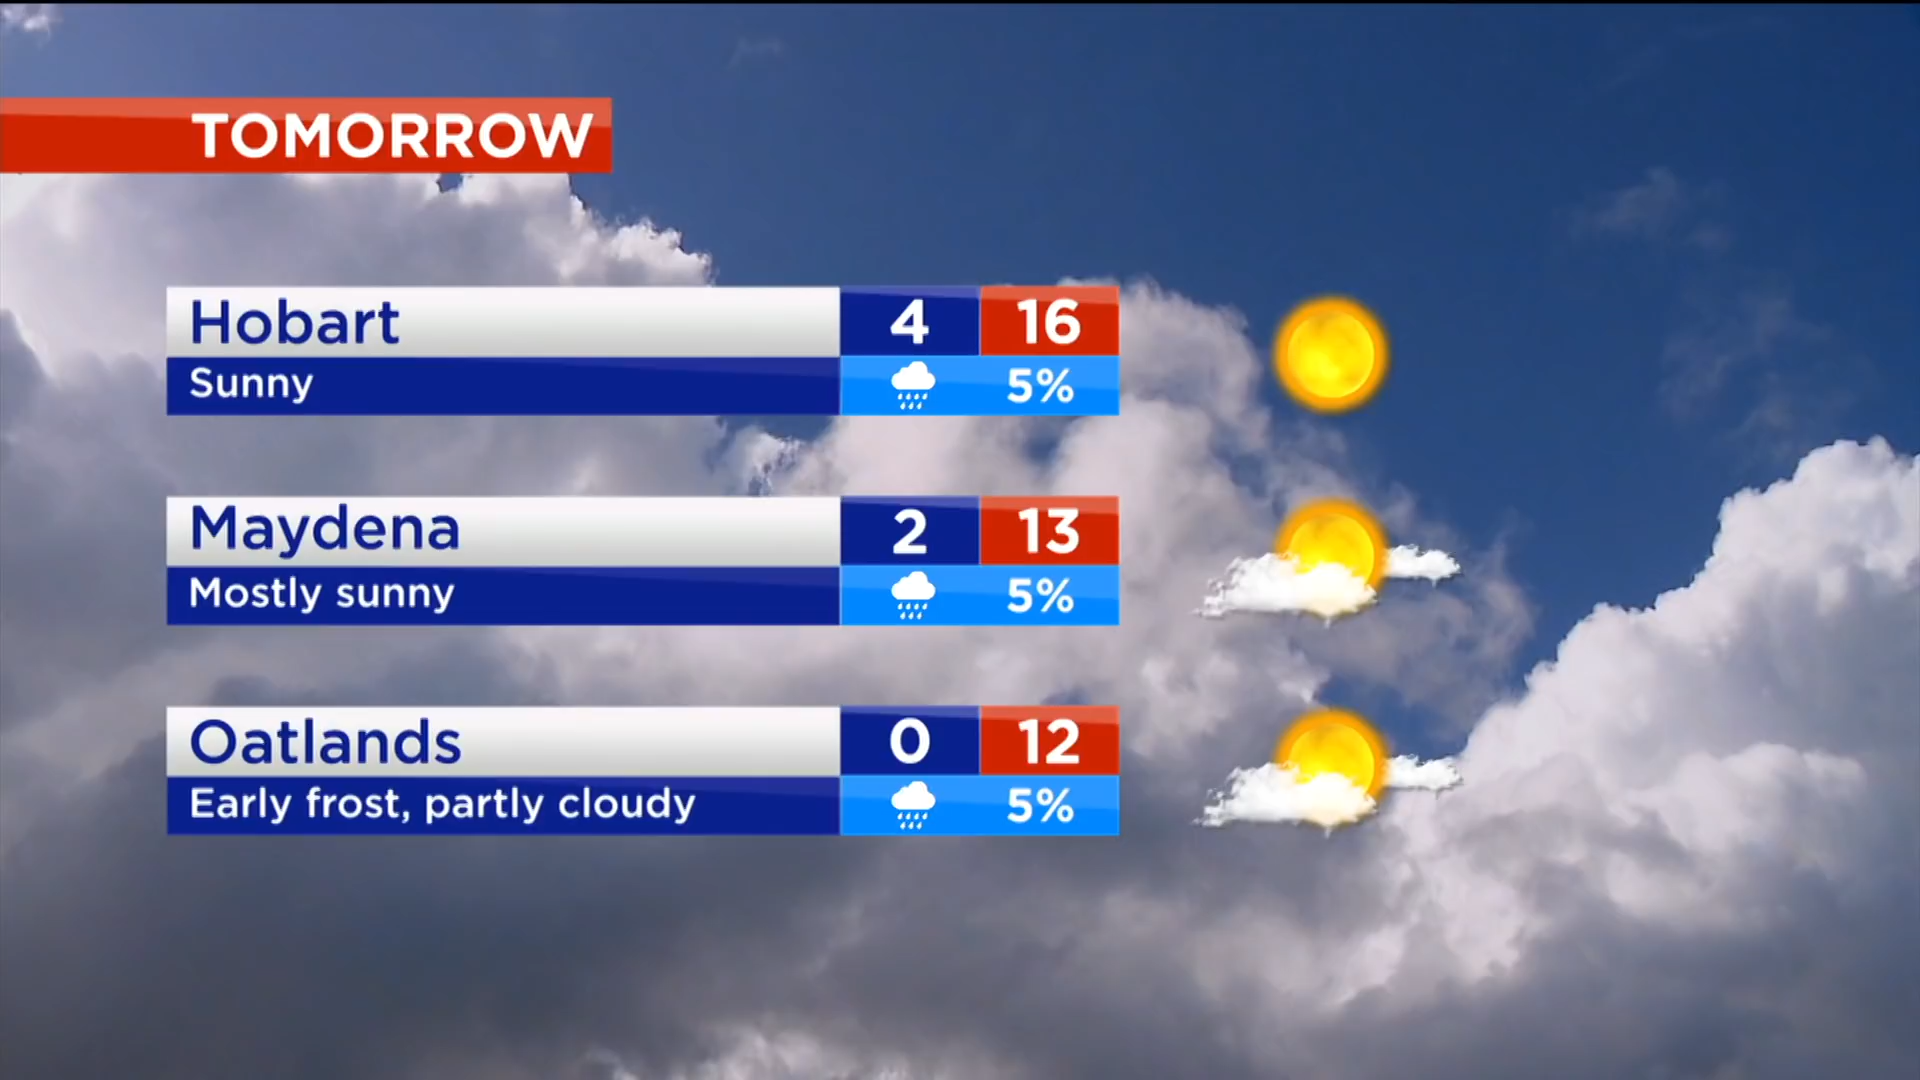 TOMORROW
Hobart 4 16
Sunny 5%
Maydena 2 13
Mostly sunny 5%
Oatlands 0 12
Early frost, partly cloudy 5%